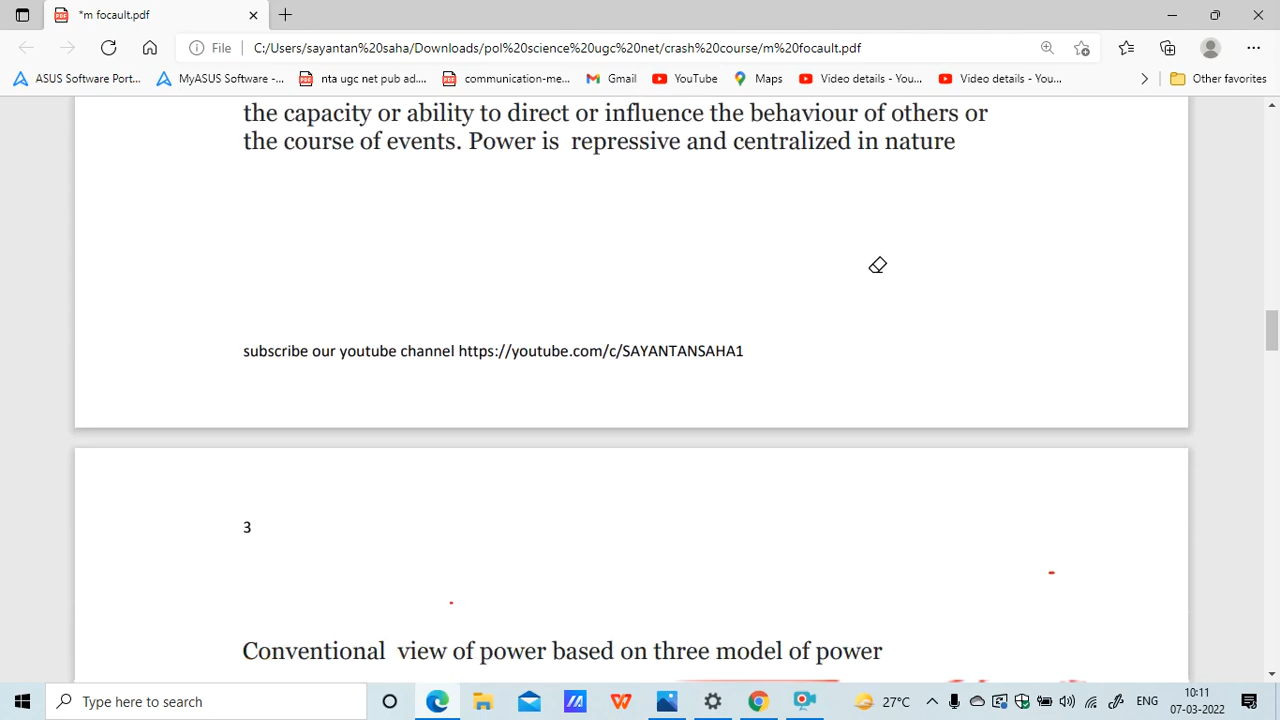 *m focault.pdf
File
C:/Users/sayantan%20saha/Downloads/pol%20science%20ugc%20net/crash%20course/m%20focault.pdf
ASUS Software Port...
MyASUS Software -...
nta ugc net pub ad....
communication-me...
Gmail
YouTube
Maps
Video details - You...
Video details - You...
Other favorites
the capacity or ability to direct or influence the behaviour of others or
the course of events. Power is repressive and centralized in nature
subscribe our youtube channel https://youtube.com/c/SAYANTANSAHA1
3
Conventional view of power based on three model of power
Type here to search
27°C
ENG
10:11
07-03-2022